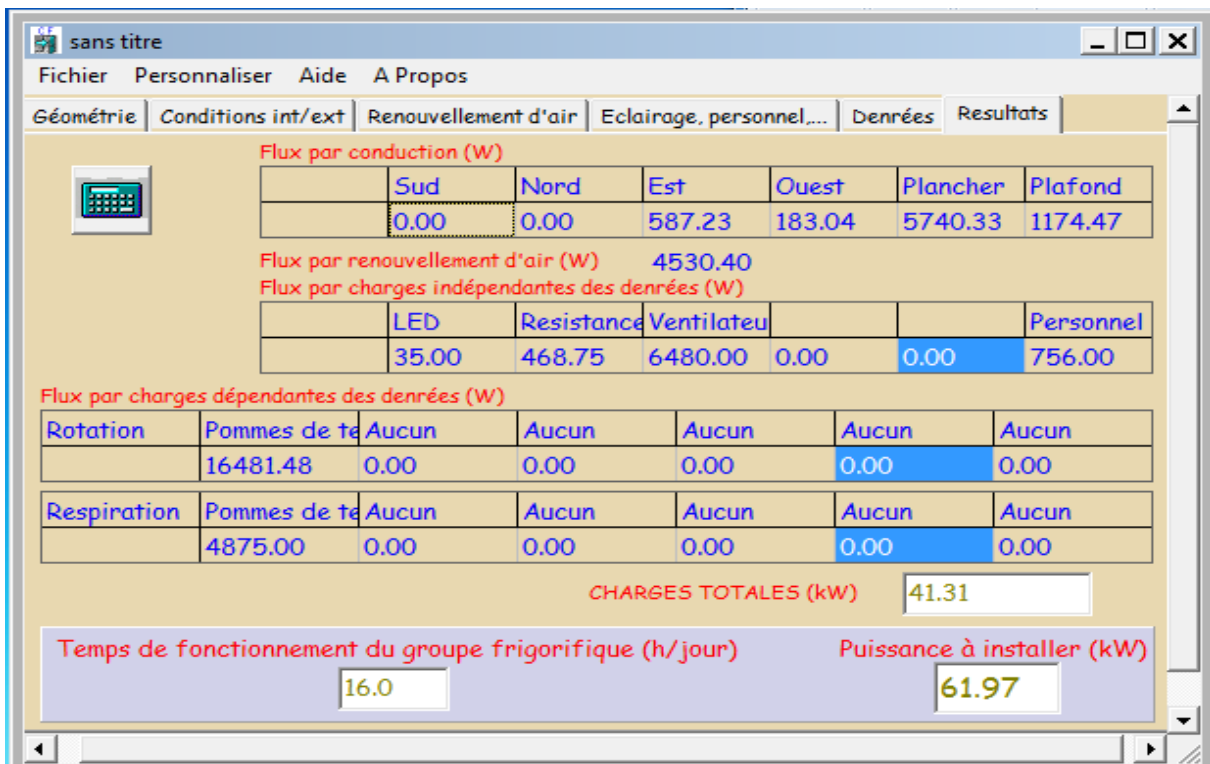 CF
sans titre
Fichier Personnaliser Aide A Propos
Géométrie Conditions int/ext Renouvellement d'air Eclairage, personnel,... Denrées Resultats
Flux par conduction (W)
Sud Nord Est Ouest Plancher Plafond
0.00 0.00 587.23 183.04 5740.33 1174.47
Flux par renouvellement d'air (W) 4530.40
Flux par charges indépendantes des denrées (W)
LED Resistance Ventilateu Personnel
35.00 468.75 6480.00 0.00 0.00 756.00
Flux par charges dépendantes des denrées (W)
Rotation Pommes de te Aucun Aucun Aucun Aucun Aucun
16481.48 0.00 0.00 0.00 0.00 0.00
Respiration Pommes de te Aucun Aucun Aucun Aucun Aucun
4875.00 0.00 0.00 0.00 0.00 0.00
CHARGES TOTALES (kW) 41.31
Temps de fonctionnement du groupe frigorifique (h/jour) Puissance à installer (kW)
16.0 61.97